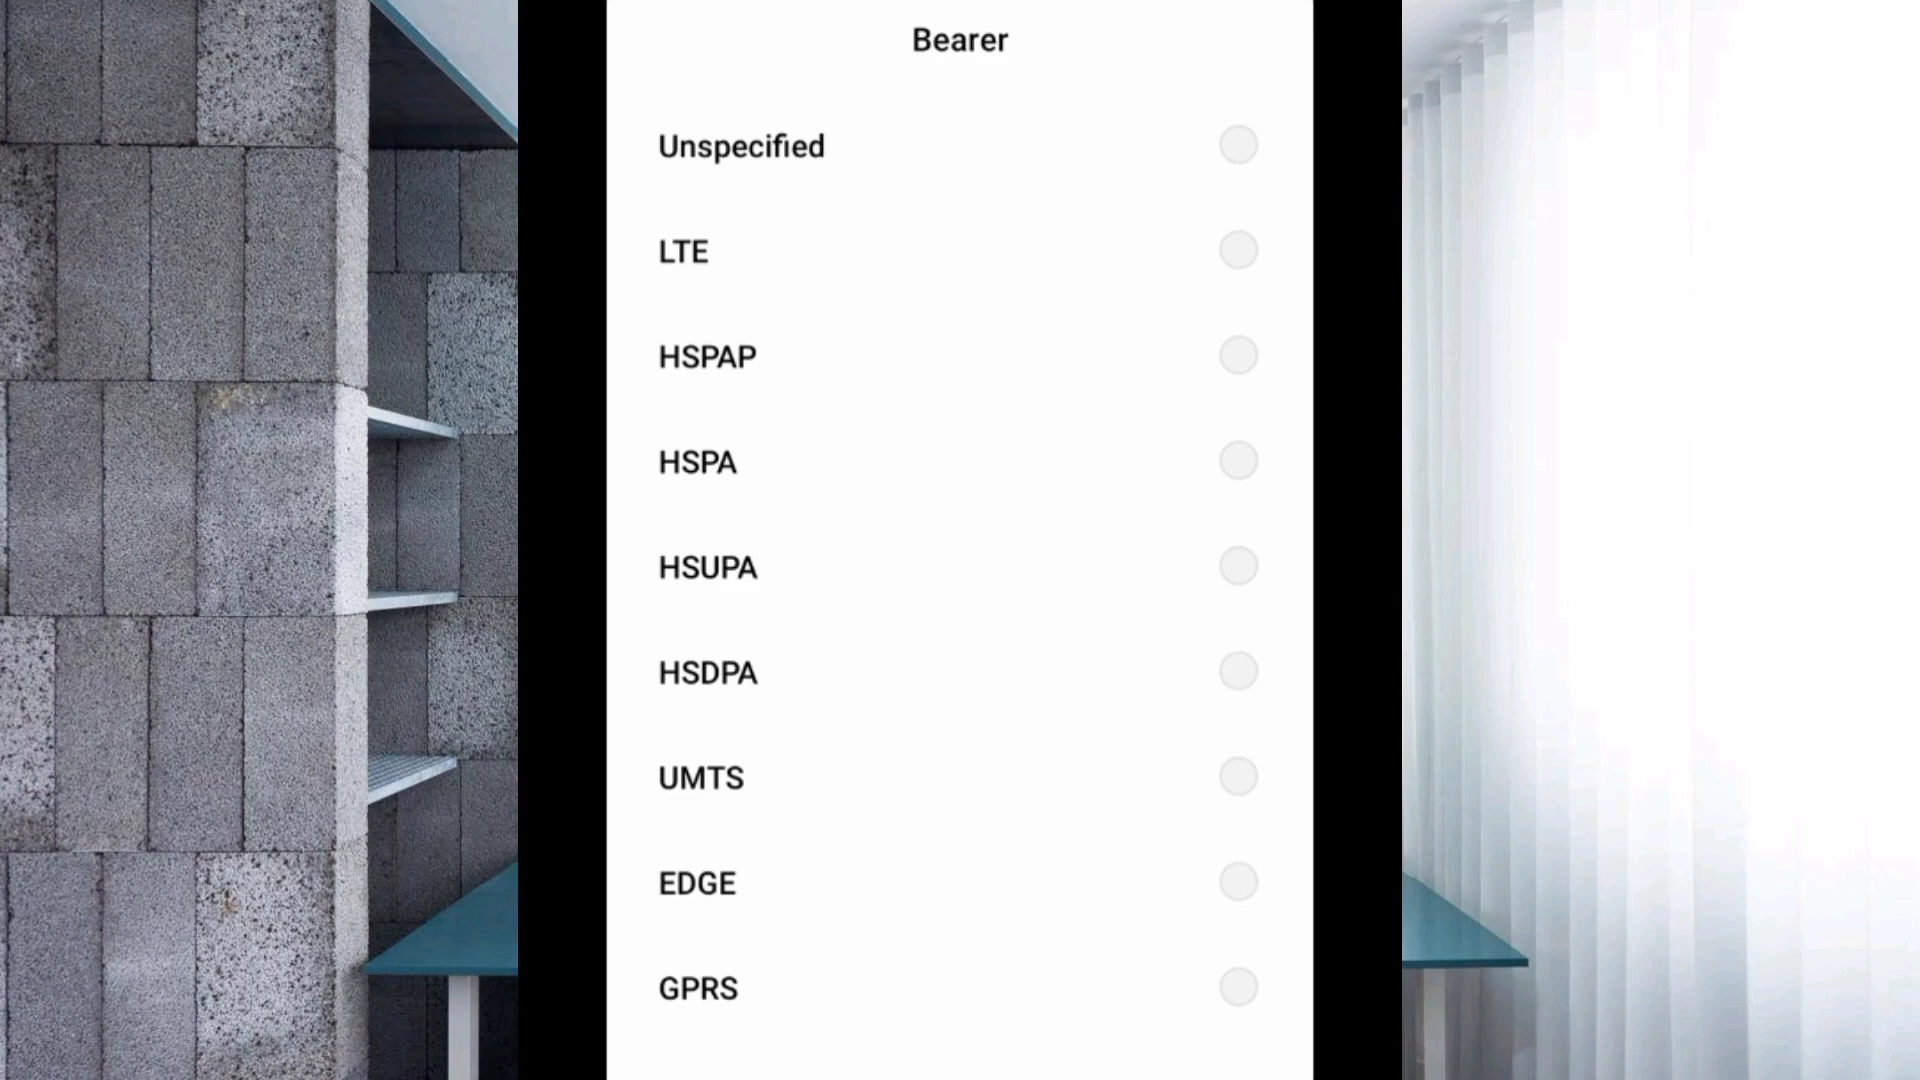 Bearer
Unspecified
LTE
HSPAP
HSPA
HSUPA
HSDPA
UMTS
EDGE
GPRS